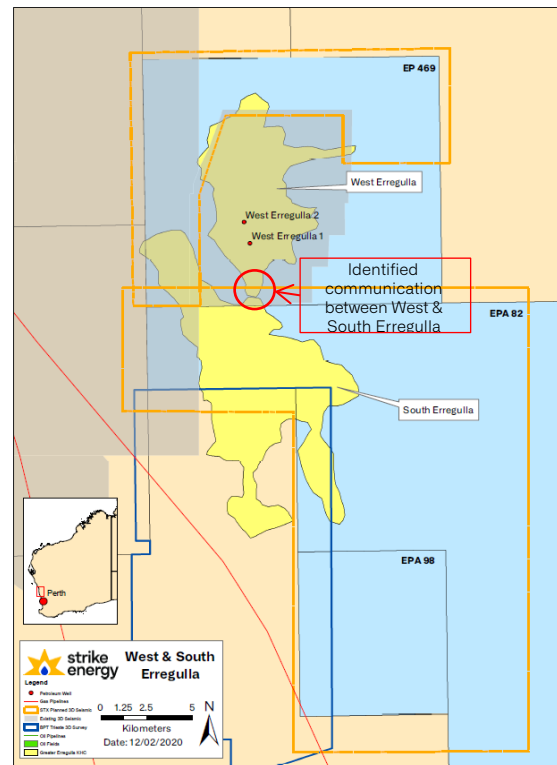 EP 469
West Erregulla
West Erregulla 2
West Erregulla 1
Identified
communication
between West &
South Erregulla
EPA 82
South Erregulla
EPA 98
Perth
strike
energy
West & South
Erregulla
Legend
Petroleum Well
Gas Pipelines
STX Planned 3D Seismic
Existing 3D Seismic
BPT Trieste 3D Survey
Oil Pipelines
Oil Fields
Greater Erregulla KHC
0 1.25 2.5 5
Kilometers
Date: 12/02/2020
N